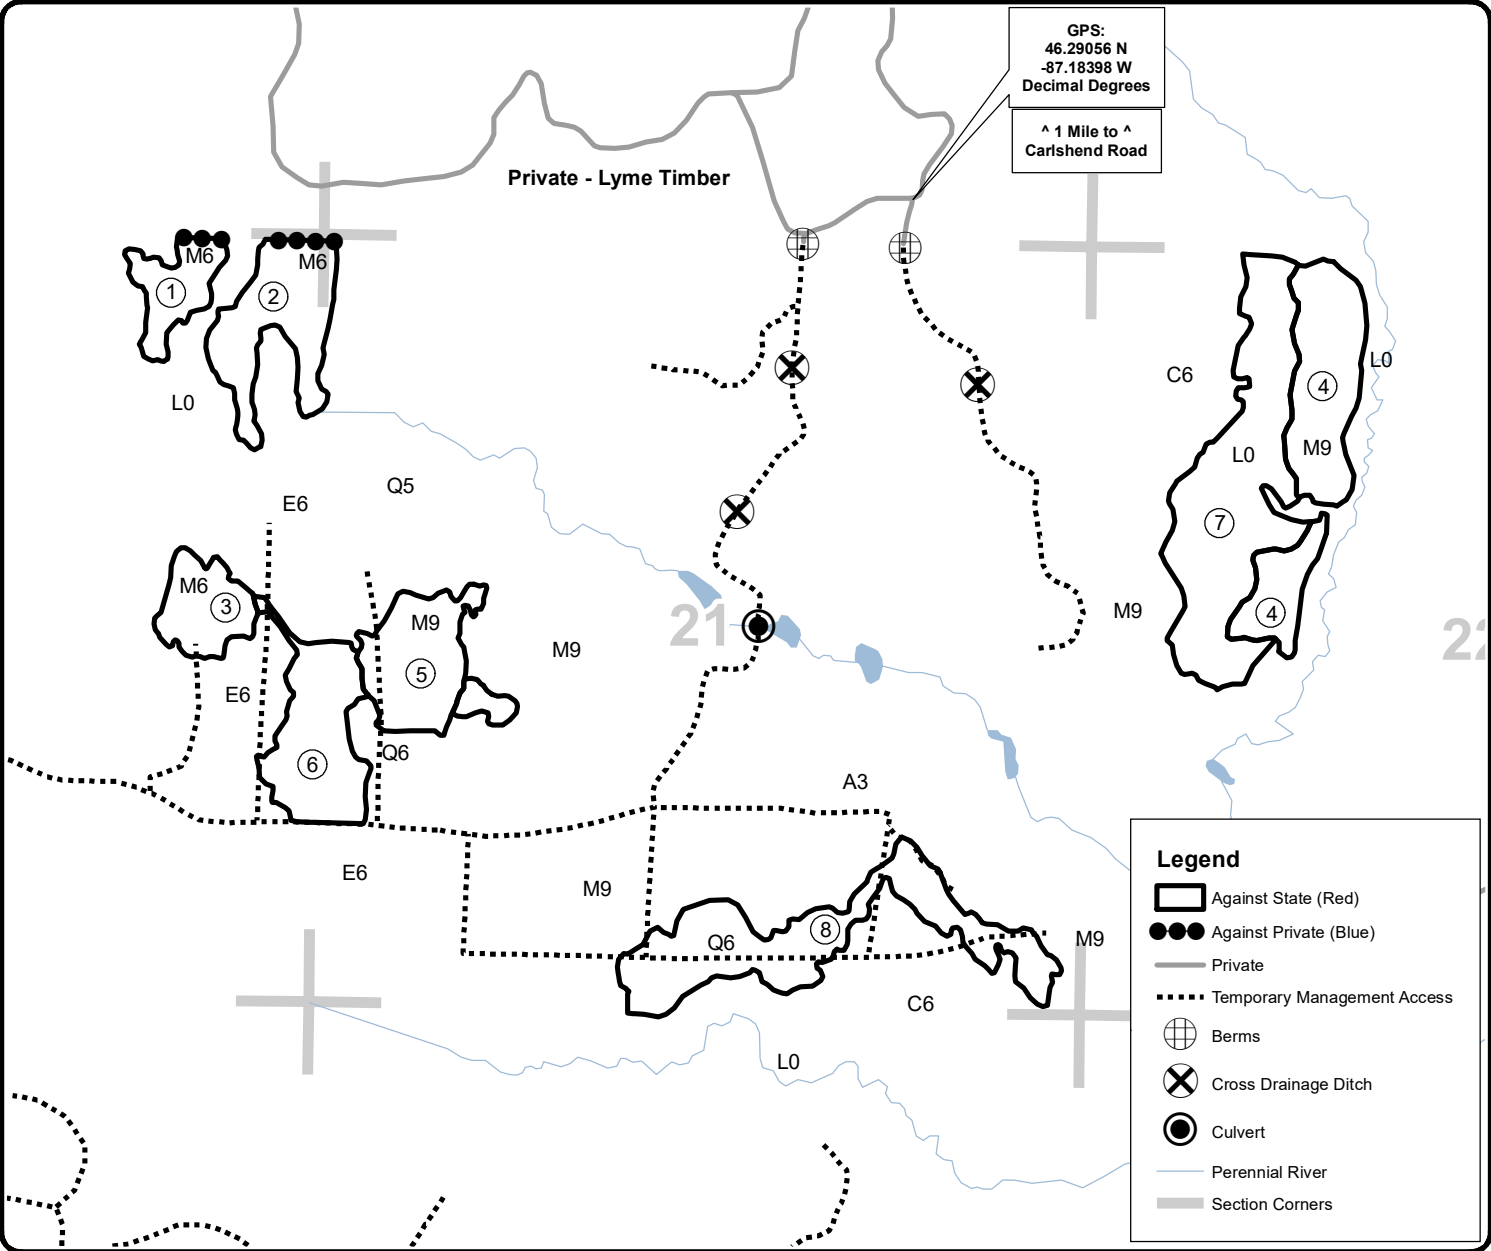 GPS:
46.29056 N
-87.18398 W
Decimal Degrees
^ 1 Mile to ^
Carlshend Road
Private - Lyme Timber
M6
M6
1
2
L0
C6
4
L0
M9
L0
E6
Q5
7
M6
3
M9
21
M9
4
22
M9
5
E6
Q6
6
A3
E6
M9
8
Q6
M9
C6
L0
Legend
Against State (Red)
Against Private (Blue)
Private
Temporary Management Access
Berms
Cross Drainage Ditch
Culvert
Perennial River
Section Corners